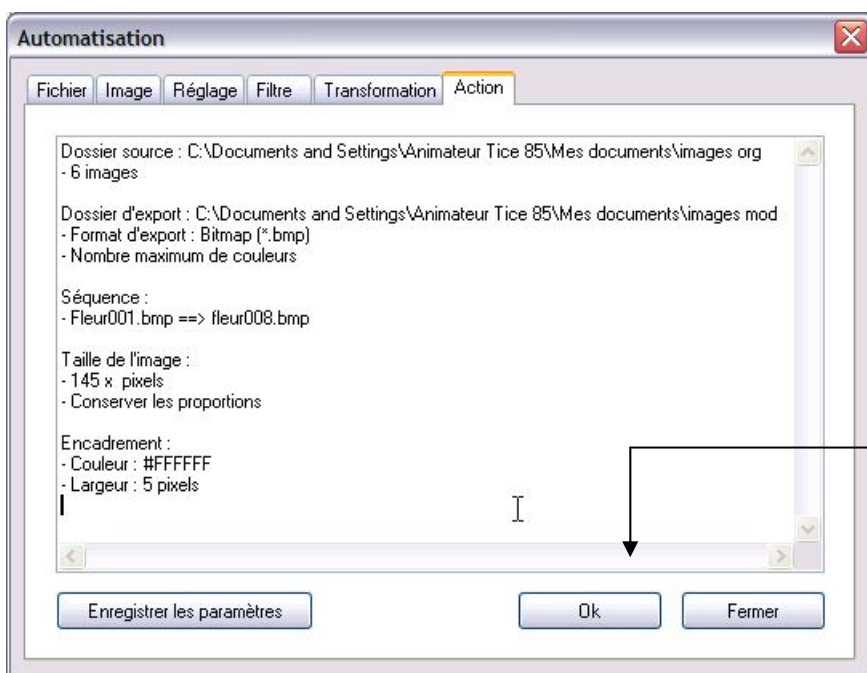 Automatisation
Fichier Image Réglage Filtre Transformation Action
Dossier source : C:\Documents and Settings\Animateur Tice 85\Mes documents\images org
- 6 images
Dossier d'export : C:\Documents and Settings\Animateur Tice 85\Mes documents\images mod
- Format d'export : Bitmap (*.bmp)
- Nombre maximum de couleurs
Séquence :
- Fleur001.bmp ==> fleur008.bmp
Taille de l'image :
- 145 x  pixels
- Conserver les proportions
Encadrement :
- Couleur : #FFFFFF
- Largeur : 5 pixels
Enregistrer les paramètres Ok Fermer